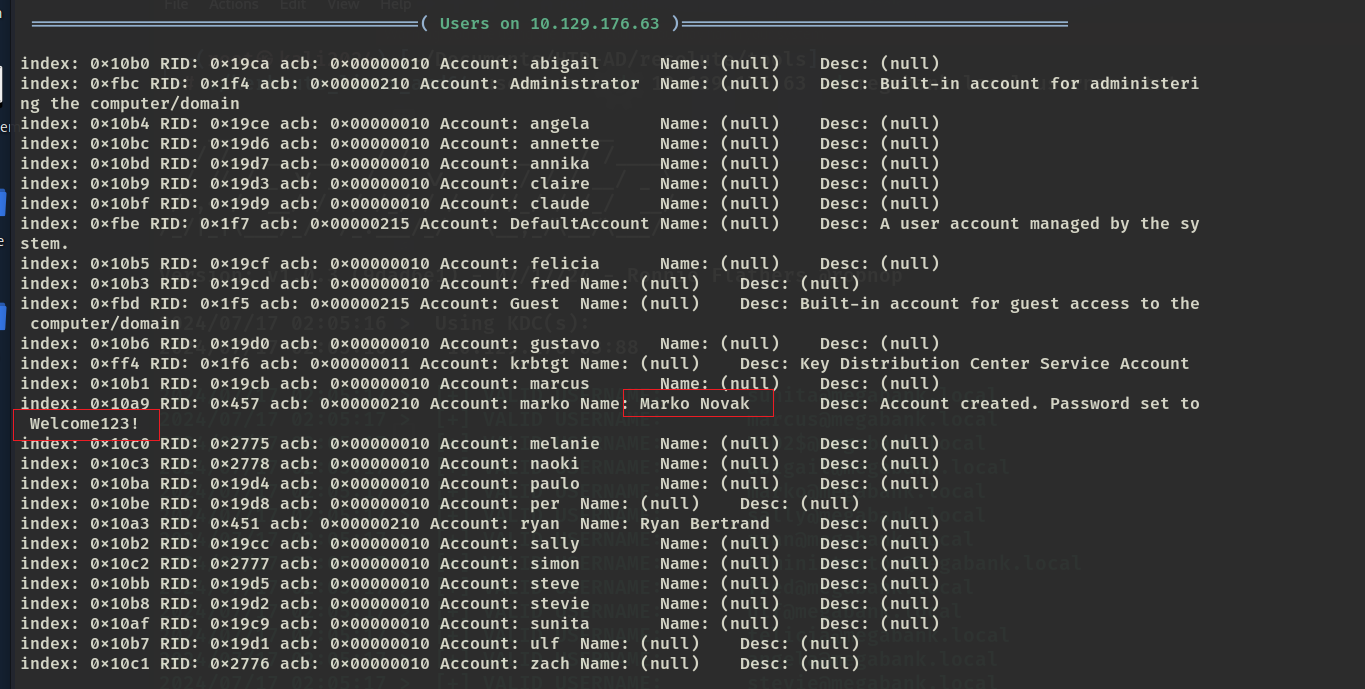 File Actions Edit View Help
( Users on 10.129.176.63 )
index: 0×10b0 RID: 0×19ca acb: 0×00000010 Account: abigail Name: (null) Desc: (null)
index: 0×fbc RID: 0×1f4 acb: 0×00000210 Account: Administrator Name: (null) Desc: Built-in account for administeri
ng the computer/domain
index: 0×10b4 RID: 0×19ce acb: 0×00000010 Account: angela Name: (null) Desc: (null)
index: 0×10bc RID: 0×19d6 acb: 0×00000010 Account: annette Name: (null) Desc: (null)
index: 0×10bd RID: 0×19d7 acb: 0×00000010 Account: annika Name: (null) Desc: (null)
index: 0×10b9 RID: 0×19d3 acb: 0×00000010 Account: claire Name: (null) Desc: (null)
index: 0×10bf RID: 0×19d9 acb: 0×00000010 Account: claude Name: (null) Desc: (null)
index: 0×fbe RID: 0×1f7 acb: 0×00000215 Account: DefaultAccount Name: (null) Desc: A user account managed by the sy
stem.
index: 0×10b5 RID: 0×19cf acb: 0×00000010 Account: felicia Name: (null) Desc: (null)
index: 0×10b3 RID: 0×19cd acb: 0×00000010 Account: fred Name: (null) Desc: (null)
index: 0×fbd RID: 0×1f5 acb: 0×00000215 Account: Guest Name: (null) Desc: Built-in account for guest access to the
computer/domain
index: 0×10b6 RID: 0×19d0 acb: 0×00000010 Account: gustavo Name: (null) Desc: (null)
index: 0×ff4 RID: 0×1f6 acb: 0×00000011 Account: krbtgt Name: (null) Desc: Key Distribution Center Service Account
index: 0×10b1 RID: 0×19cb acb: 0×00000010 Account: marcus Name: (null) Desc: (null)
index: 0×10a9 RID: 0×457 acb: 0×00000210 Account: marko Name: Marko Novak Desc: Account created. Password set to
Welcome123!
index: 0×10c0 RID: 0×2775 acb: 0×00000010 Account: melanie Name: (null) Desc: (null)
index: 0×10c3 RID: 0×2778 acb: 0×00000010 Account: naoki Name: (null) Desc: (null)
index: 0×10ba RID: 0×19d4 acb: 0×00000010 Account: paulo Name: (null) Desc: (null)
index: 0×10be RID: 0×19d8 acb: 0×00000010 Account: per Name: (null) Desc: (null)
index: 0×10a3 RID: 0×451 acb: 0×00000210 Account: ryan Name: Ryan Bertrand Desc: (null)
index: 0×10b2 RID: 0×19cc acb: 0×00000010 Account: sally Name: (null) Desc: (null)
index: 0×10c2 RID: 0×2777 acb: 0×00000010 Account: simon Name: (null) Desc: (null)
index: 0×10bb RID: 0×19d5 acb: 0×00000010 Account: steve Name: (null) Desc: (null)
index: 0×10b8 RID: 0×19d2 acb: 0×00000010 Account: stevie Name: (null) Desc: (null)
index: 0×10af RID: 0×19c9 acb: 0×00000010 Account: sunita Name: (null) Desc: (null)
index: 0×10b7 RID: 0×19d1 acb: 0×00000010 Account: ulf Name: (null) Desc: (null)
index: 0×10c1 RID: 0×2776 acb: 0×00000010 Account: zach Name: (null) Desc: (null)